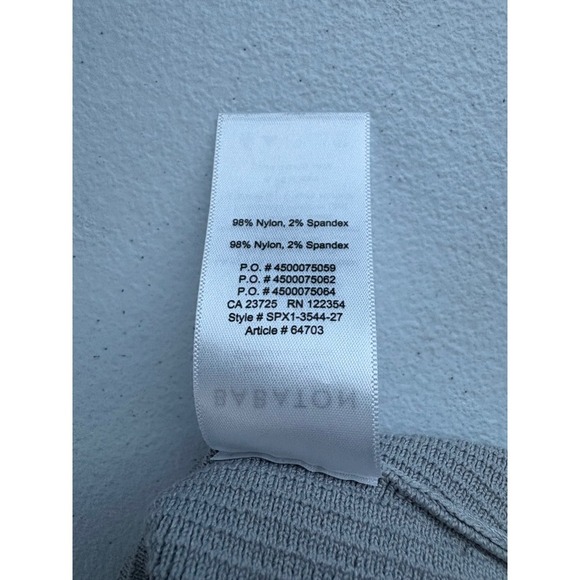 98% Nylon, 2% Spandex
98% Nylon, 2% Spandex
P.O. # 4500075059
P.O. # 4500075062
P.O. # 4500075064
CA 23725 RN 122354
Style # SPX1-3544-27
Article # 64703
BABATON